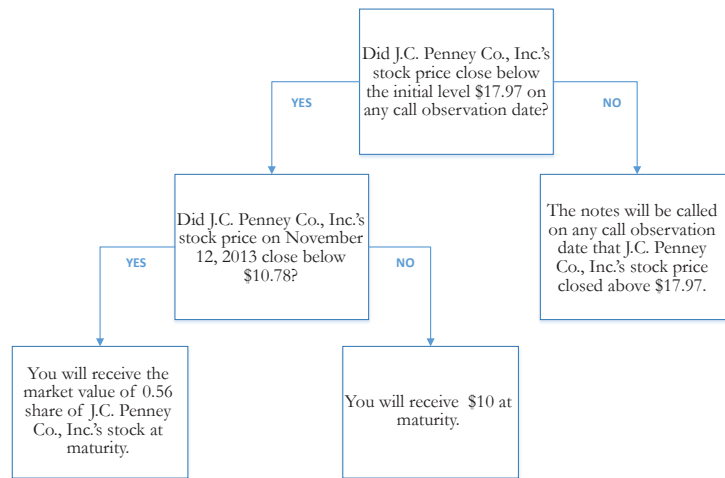 Did J.C. Penney Co., Inc.'s
stock price close below
the initial level $17.97 on
any call observation date?
YES
NO
Did J.C. Penney Co., Inc.'s
stock price on November
12, 2013 close below
$10.78?
The notes will be called
on any call observation
date that J.C. Penney
Co., Inc.'s stock price
closed above $17.97.
YES
NO
You will receive the
market value of 0.56
share of J.C. Penney
Co., Inc.'s stock at
maturity.
You will receive $10 at
maturity.